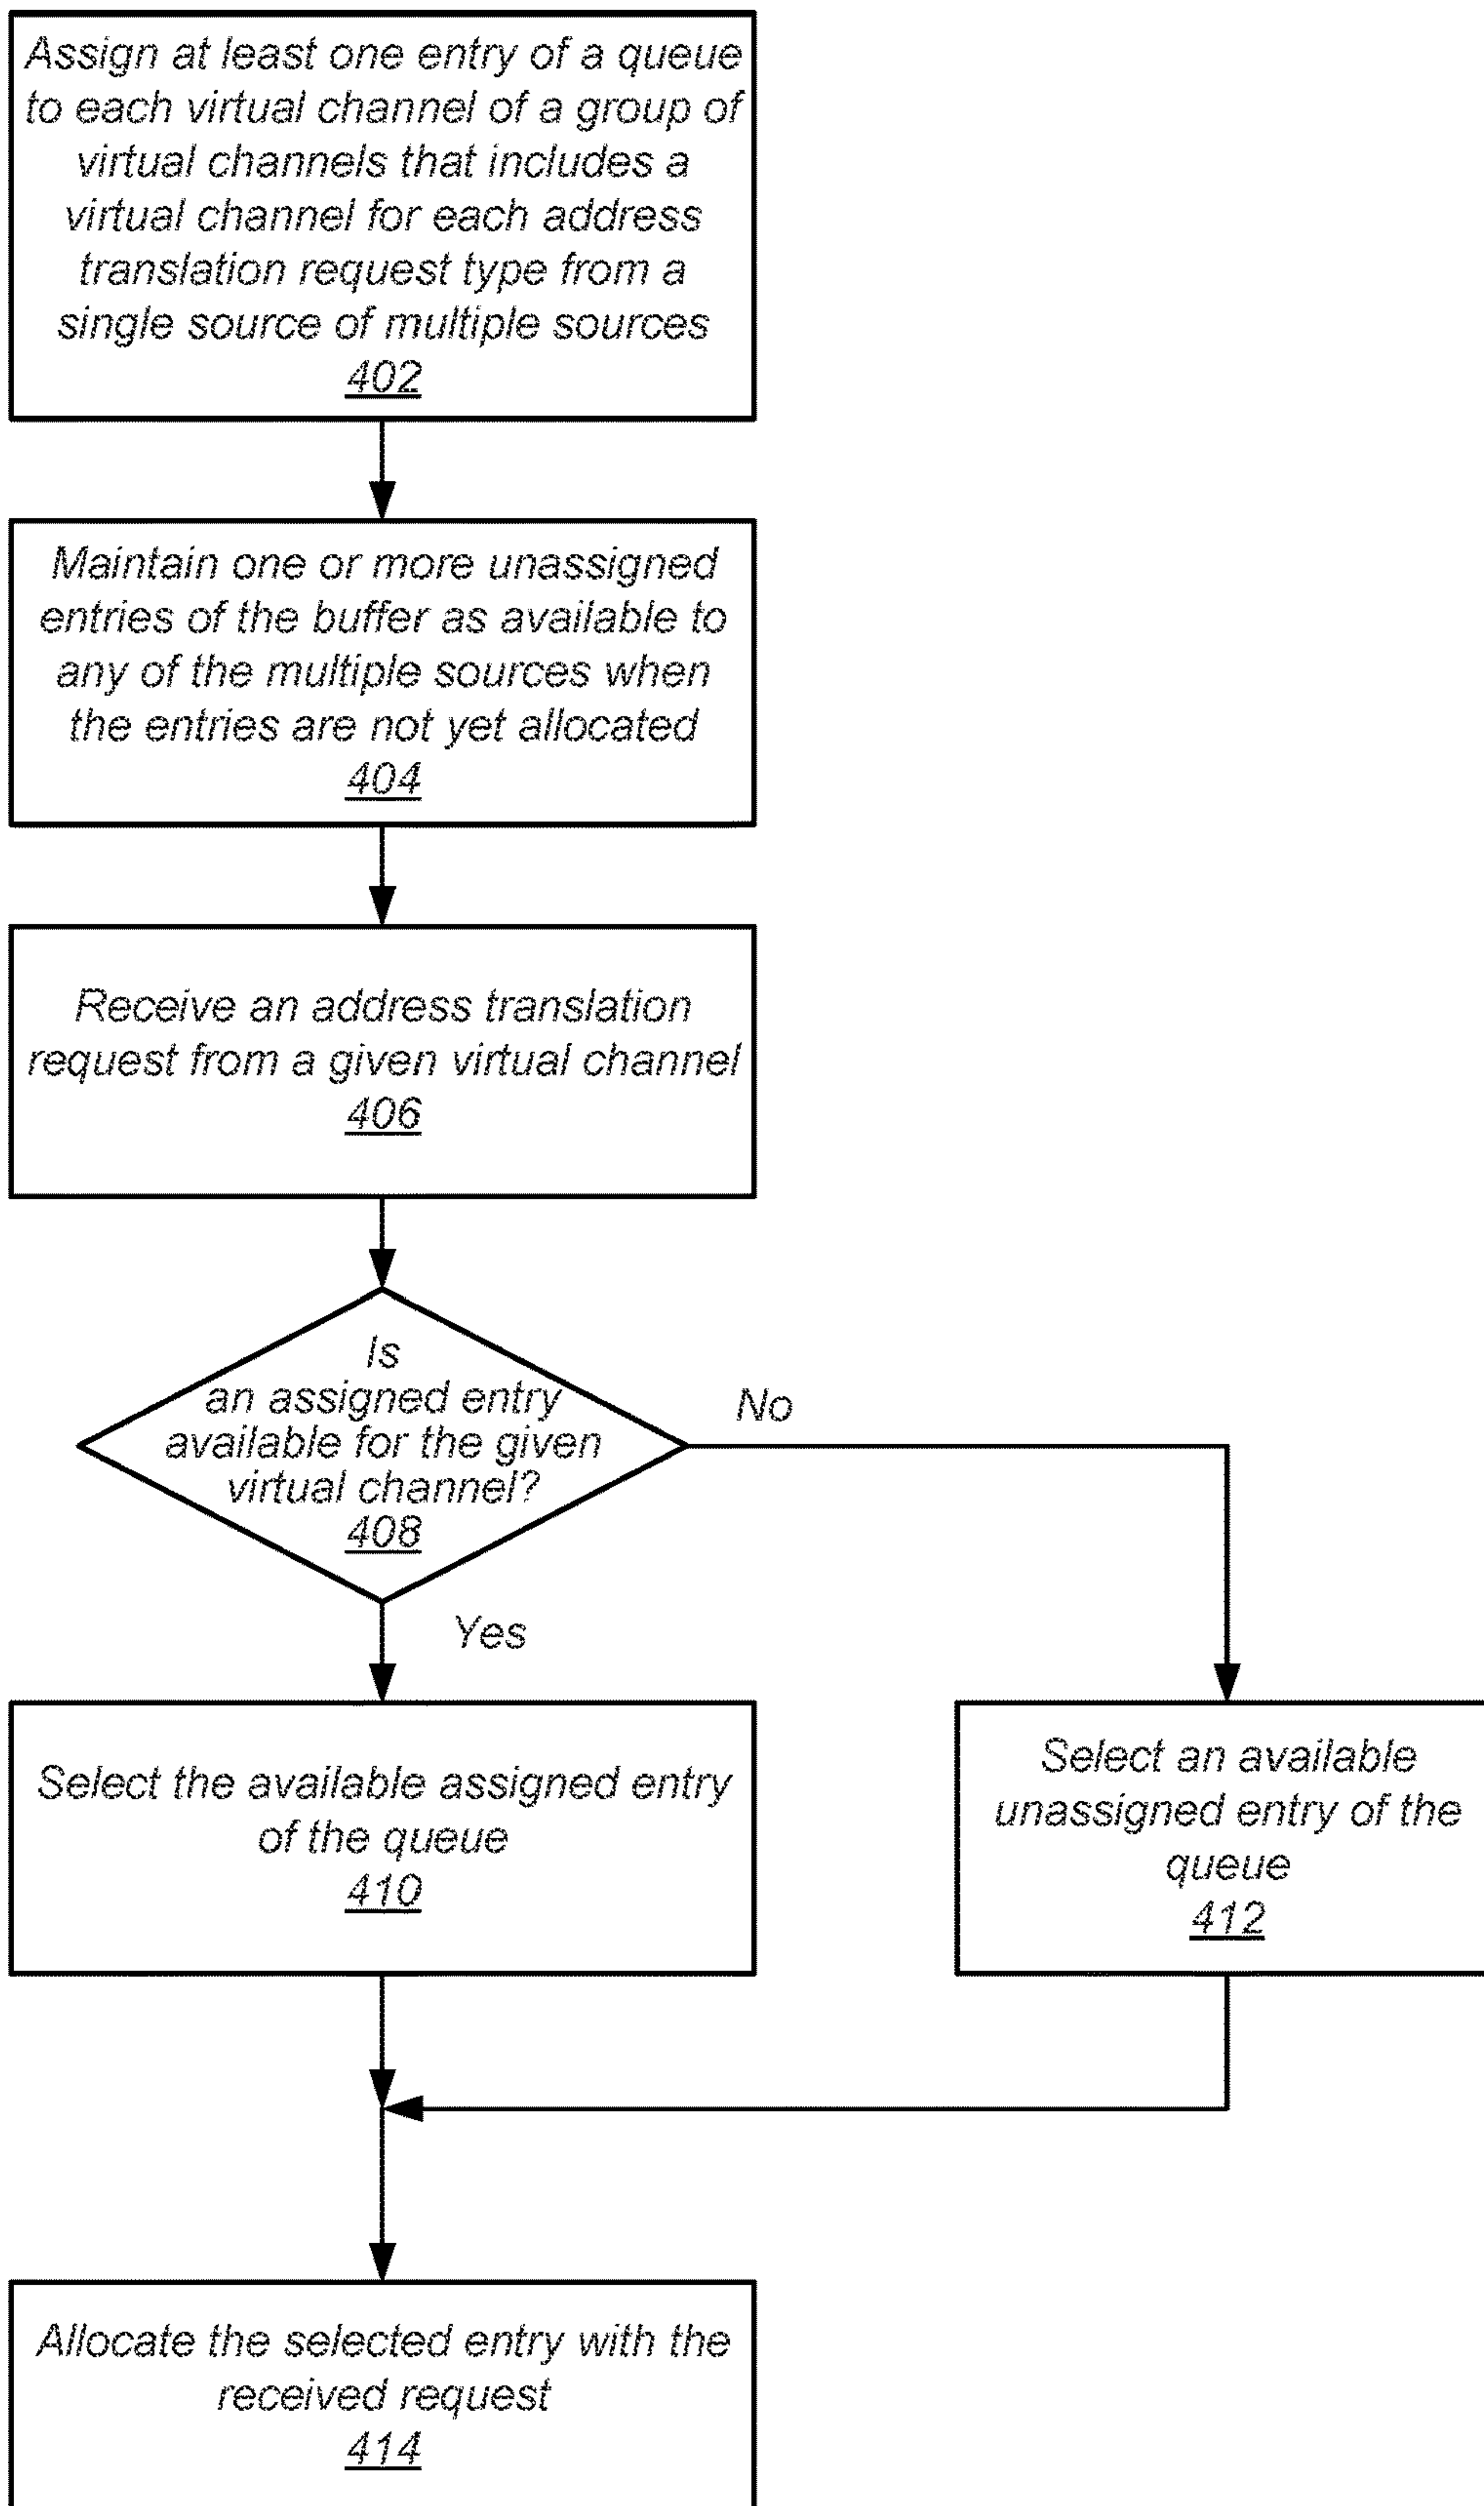 Assign at least one entry of a queue
to each virtual channel of a group of
virtual channels that includes a
virtual channel for each address
translation request type from a
single source of multiple sources
402
Maintain one or more unassigned
entries of the buffer as available to
any of the multiple sources when
the entries are not yet allocated
404
Receive an address translation
request from a given virtual channel
406
Is
an assigned entry
available for the given
virtual channel?
408
No
Yes
Select the available assigned entry
of the queue
410
Select an available
unassigned entry of the
queue
412
Allocate the selected entry with the
received request
414